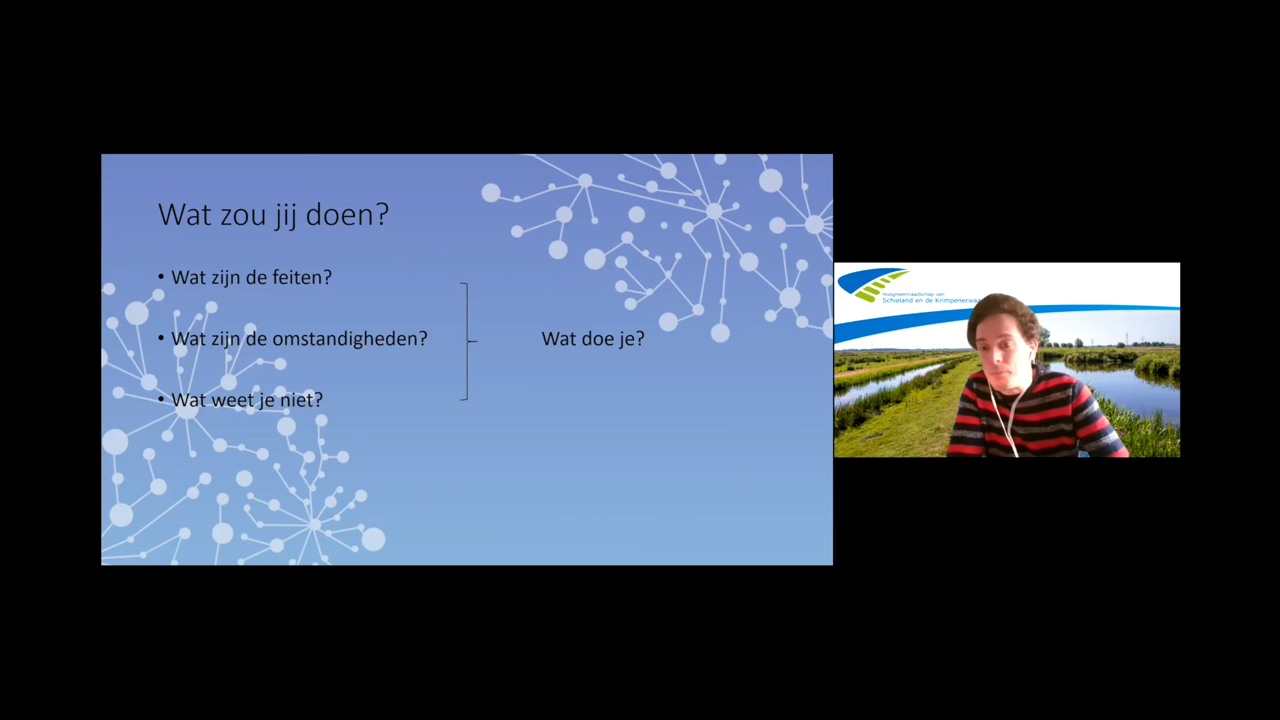 Wat zou jij doen?
• Wat zijn de feiten?
• Wat zijn de omstandigheden?
Wat doe je?
• Wat weet je niet?
Hoogheemraadschap van
Schieland en de